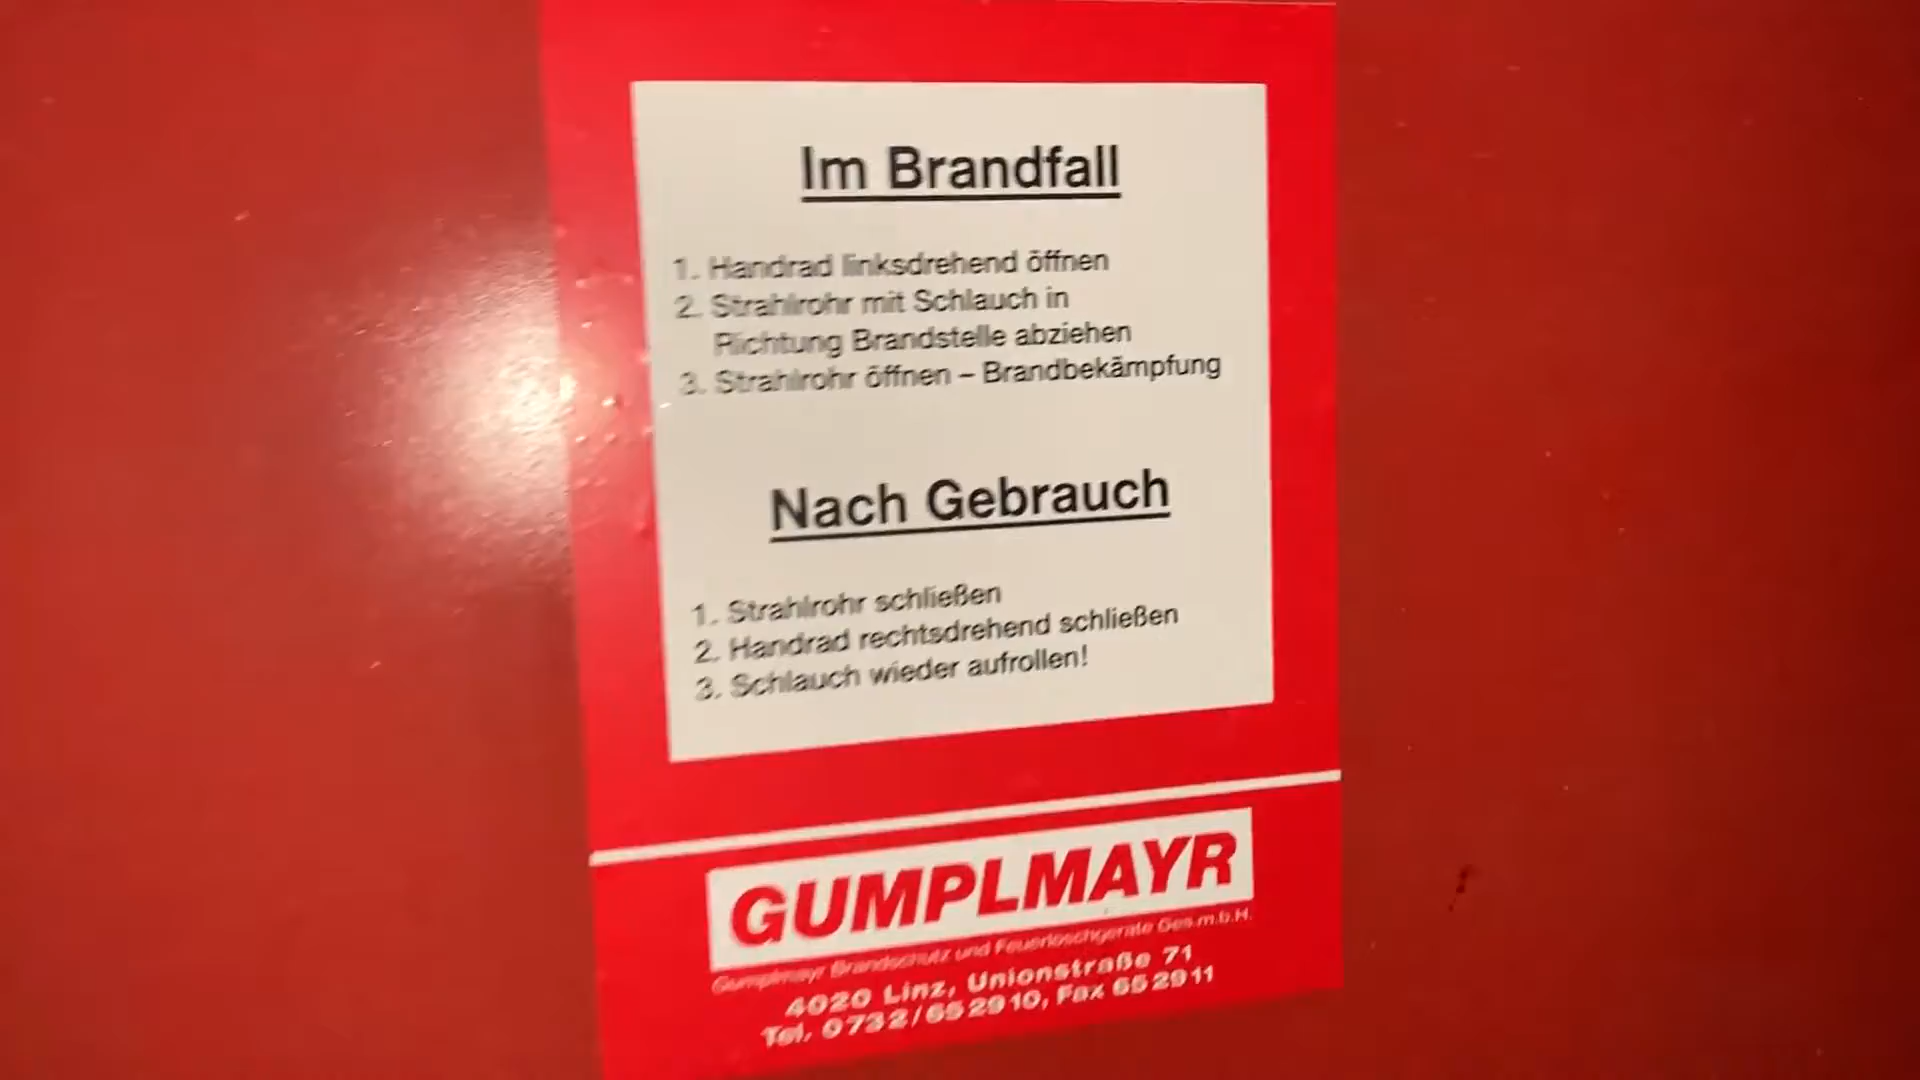 Im Brandfall
1. Handrad linksdrehend öffnen
2. Strahlrohr mit Schlauch in
Richtung Brandstelle abziehen
3. Strahlrohr öffnen – Brandbekämpfung
Nach Gebrauch
1. Strahlrohr schließen
2. Handrad rechtsdrehend schließen
3. Schlauch wieder aufrollen!
GUMPLMAYR
Gumplmayr Brandschutz und Feuerlöschgeräte Ges.m.b.H.
4020 Linz, Unionstraße 71
Tel. 0732/652910, Fax 652911